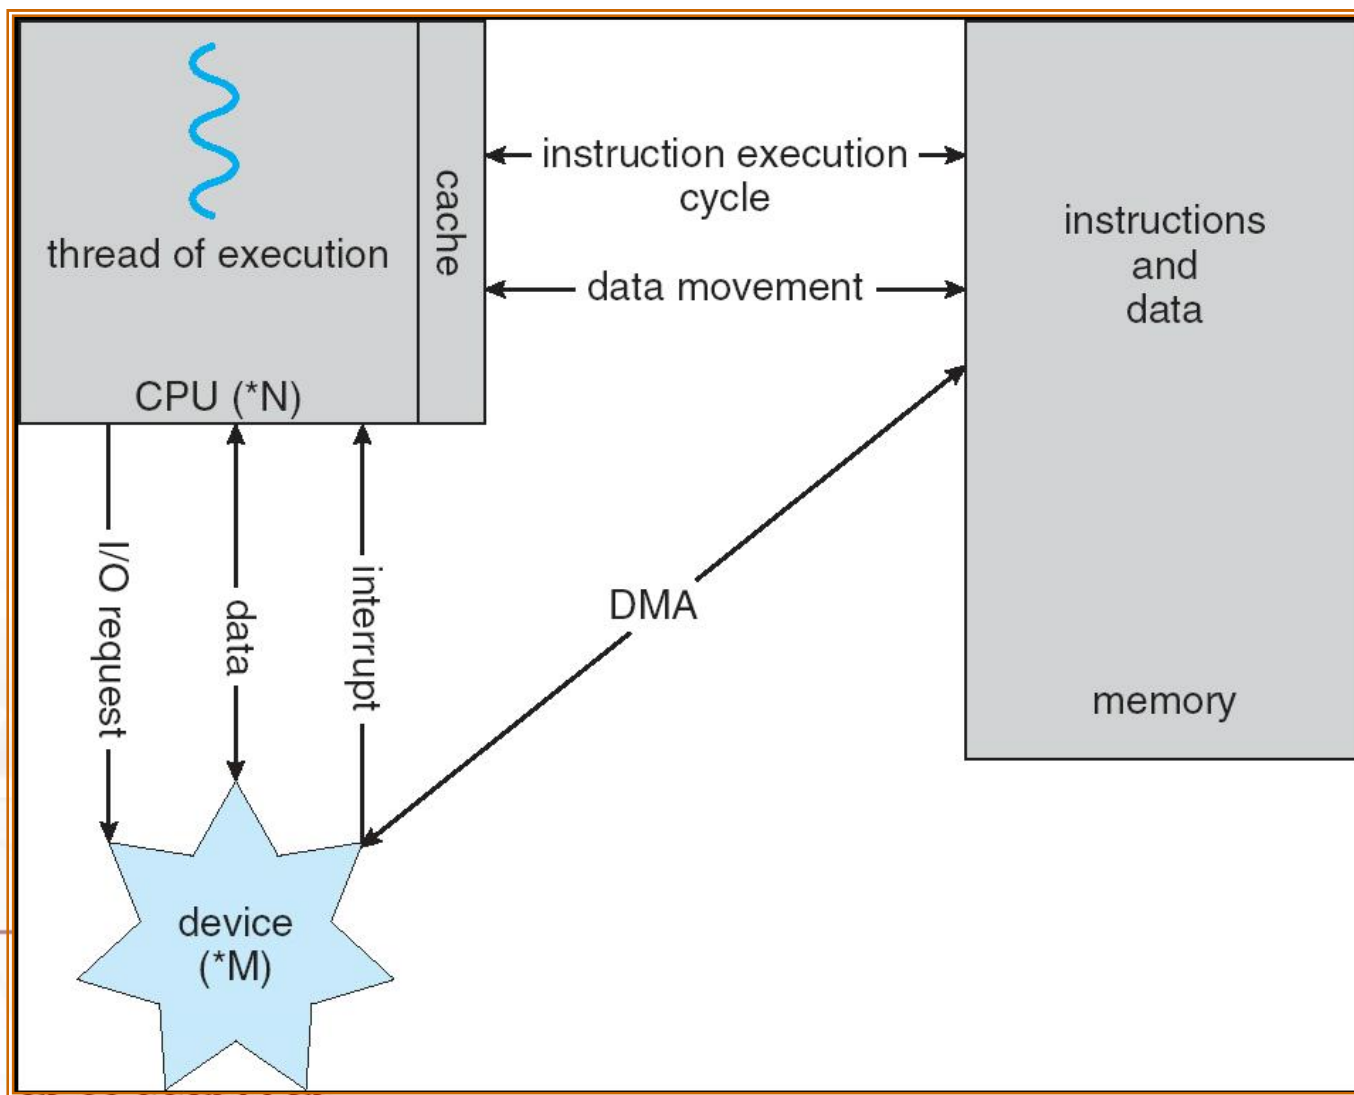 thread of execution
cache
CPU (*N)
instruction execution
cycle
data movement
instructions
and
data
memory
I/O request
data
interrupt
DMA
device
(*M)